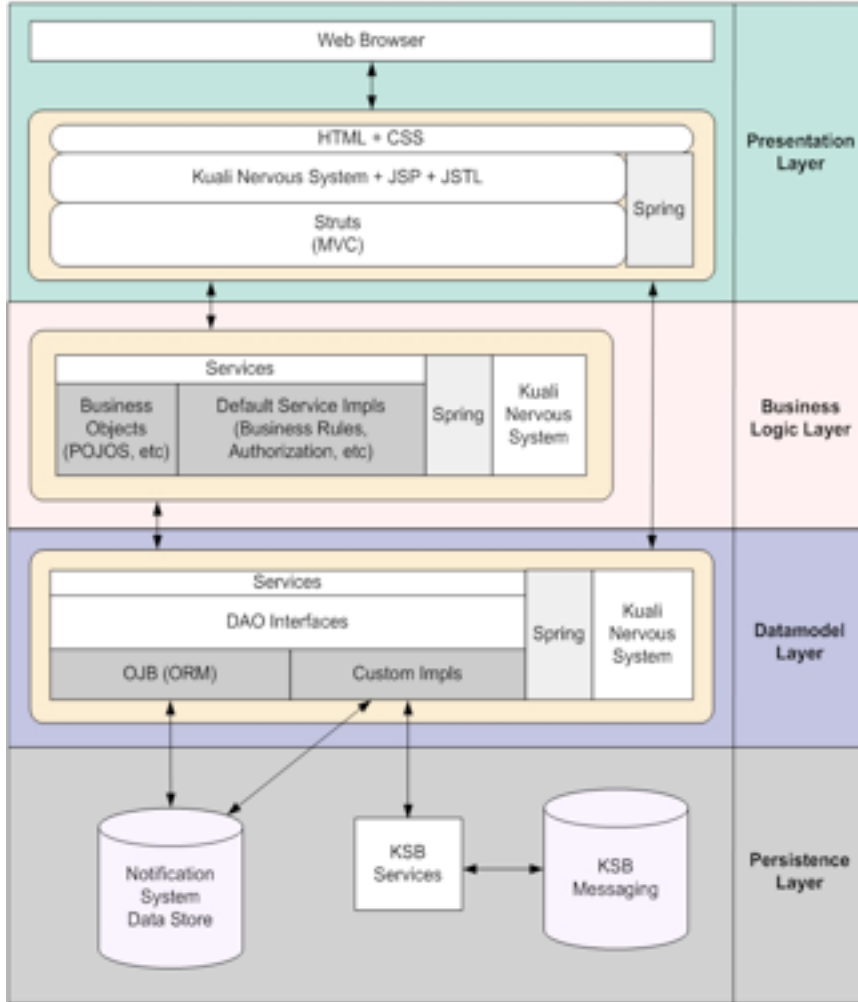 Web Browser
HTML + CSS
Kuali Nervous System + JSP + JSTL
Struts
(MVC)
Spring
Presentation
Layer
Services
Business
Objects
(POJOS, etc)
Default Service Impls
(Business Rules,
Authorization, etc)
Spring
Kuali
Nervous
System
Business
Logic Layer
Services
DAO Interfaces
OJB (ORM)
Custom Impls
Spring
Kuali
Nervous
System
Datamodel
Layer
Notification
System
Data Store
KSB
Services
KSB
Messaging
Persistence
Layer